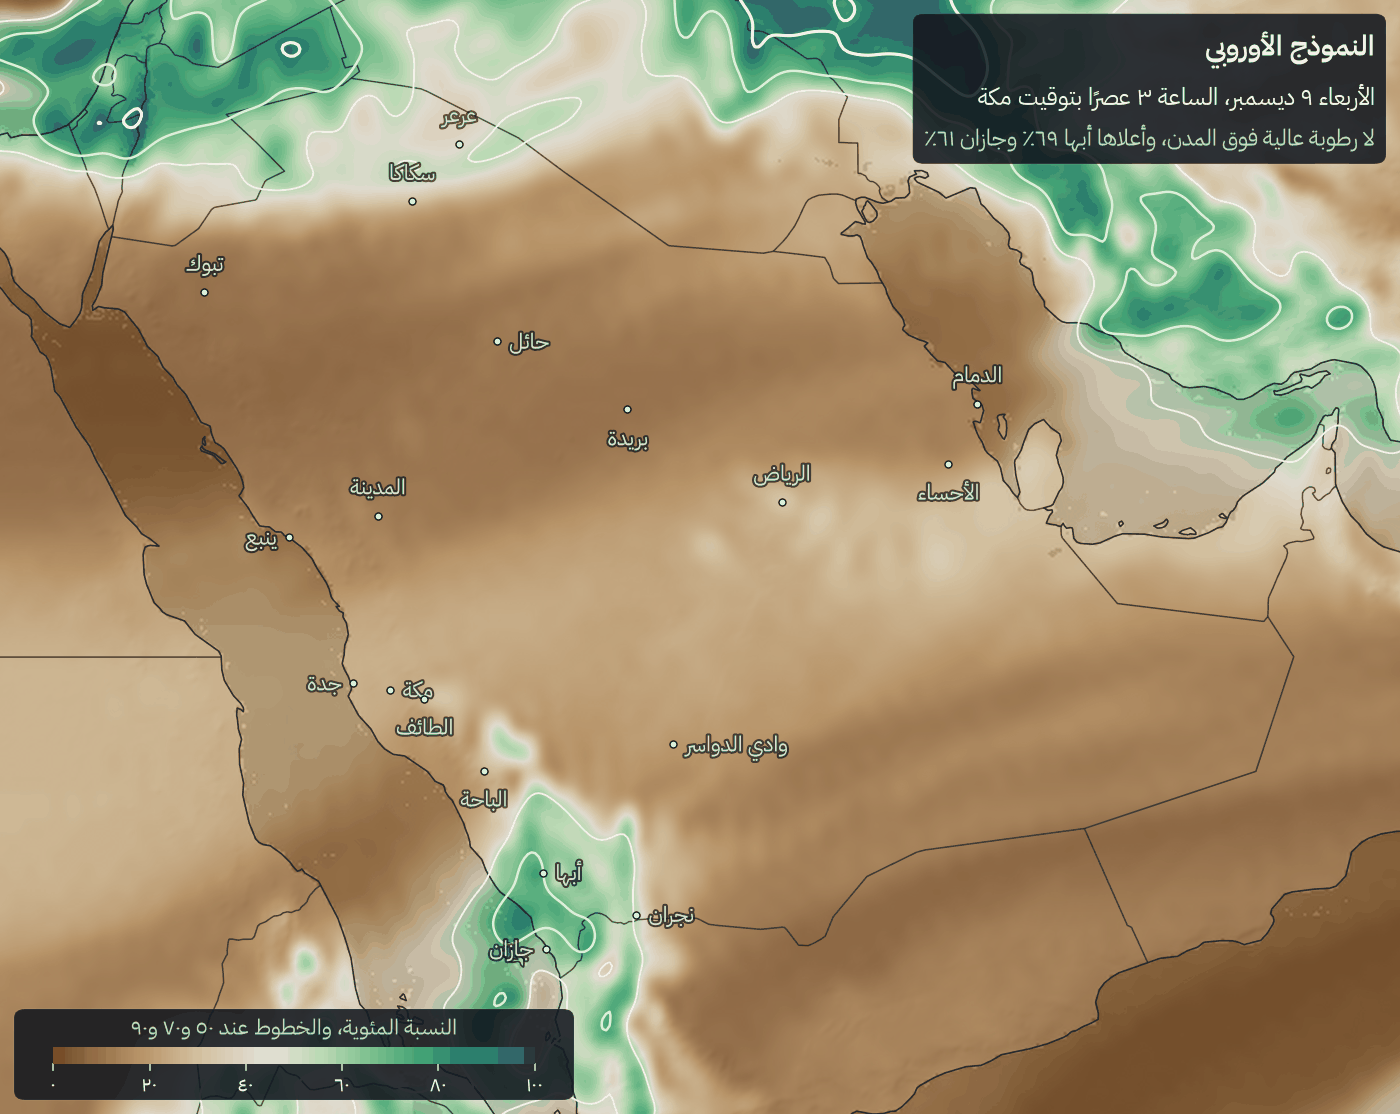 النموذج الأوروبي
الأربعاء ٩ ديسمبر، الساعة ٣ عصرًا بتوقيت مكة
لا رطوبة عالية فوق المدن، وأعلاها أبها ٦٩٪ وجازان ٦١٪
عرعر
سكاكا
تبوك
حائل
الدمام
بريدة
الرياض
المدينة
الأحساء
ينبع
جدة
مكة
الطائف
وادي الدواسر
الباحة
أبها
نجران
جازان
النسبة المئوية، والخطوط عند ٥٠ و٧٠ و٩٠
٠ ٢٠ ٤٠ ٦٠ ٨٠ ١٠٠